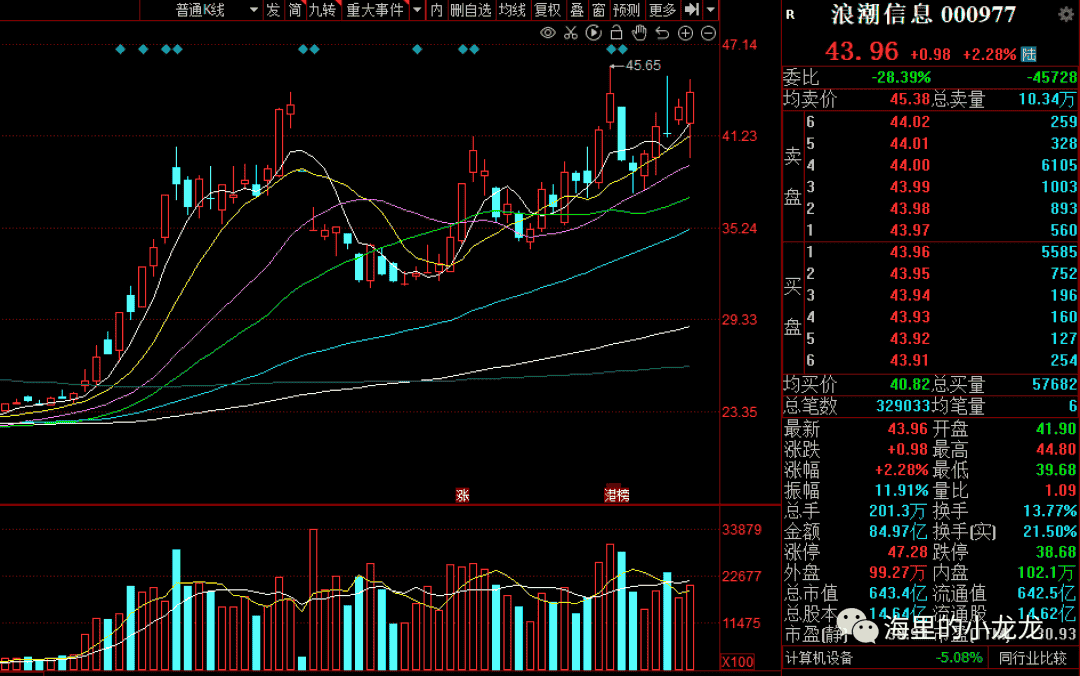 普通K线 发 简 九转 重大事件 内 删自选 均线 复权 叠 窗 预测 更多
R 浪潮信息 000977
43.96 +0.98 +2.28% 陆
47.14
45.65
41.23
35.24
29.33
23.35
涨 港榜
33879
22677
11475
X100
委比 -28.39% -45728
均卖价 45.38 总卖量 10.34万
卖盘
6 44.02 259
5 44.01 328
4 44.00 6105
3 43.99 1003
2 43.98 893
1 43.97 560
买盘
1 43.96 5585
2 43.95 752
3 43.94 196
4 43.93 160
5 43.92 127
6 43.91 254
均买价 40.82 总买量 57682
总笔数 329033 均笔量 6
最新 43.96 开盘 41.90
涨跌 +0.98 最高 44.80
涨幅 +2.28% 最低 39.68
振幅 11.91% 量比 1.09
总手 201.3万 换手 13.77%
金额 84.97亿 换手(实) 21.50%
涨停 47.28 跌停 38.68
外盘 99.27万 内盘 102.1万
总市值 643.4亿 流通值 642.5亿
总股本 14.64亿 流通股 14.62亿
市盈(静) 市盈(TTM) 30.93
海里的小龙龙
计算机设备 -5.08% 同行业比较